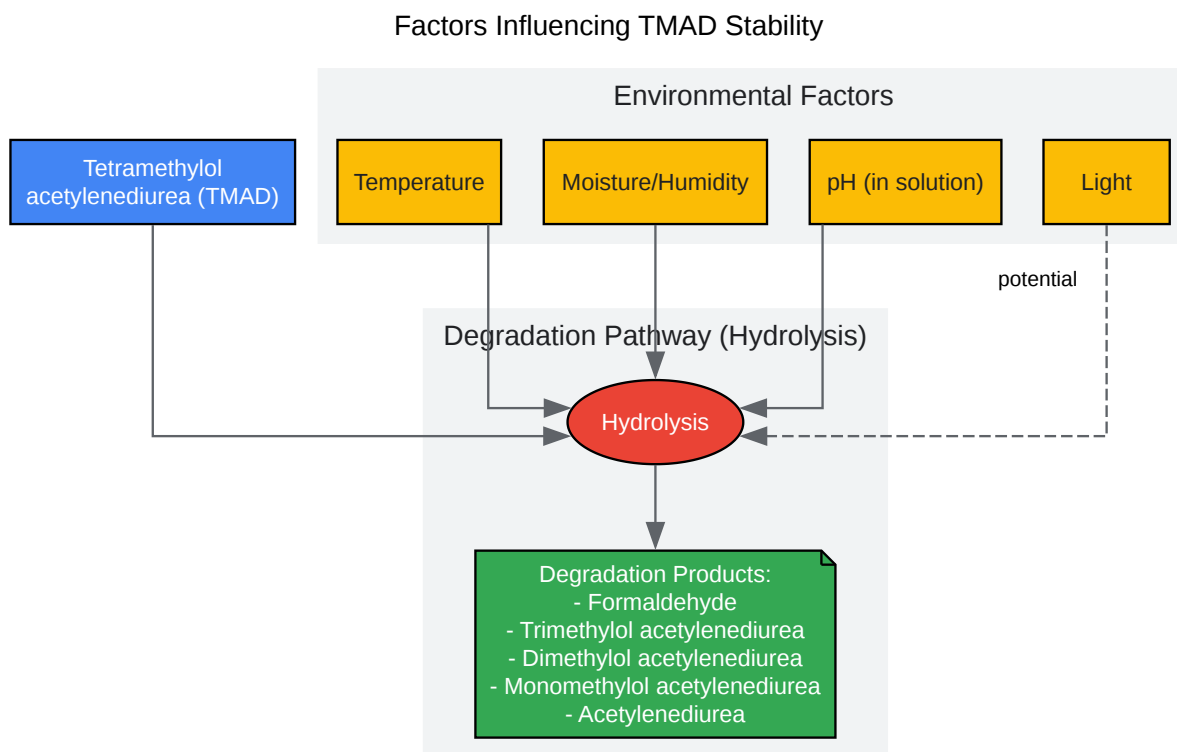 Factors Influencing TMAD Stability
Environmental Factors
Tetramethylol
acetylenediurea (TMAD)
Temperature
Moisture/Humidity
pH (in solution)
Light
potential
Degradation Pathway (Hydrolysis)
Hydrolysis
Degradation Products:
- Formaldehyde
- Trimethylol acetylenediurea
- Dimethylol acetylenediurea
- Monomethylol acetylenediurea
- Acetylenediurea